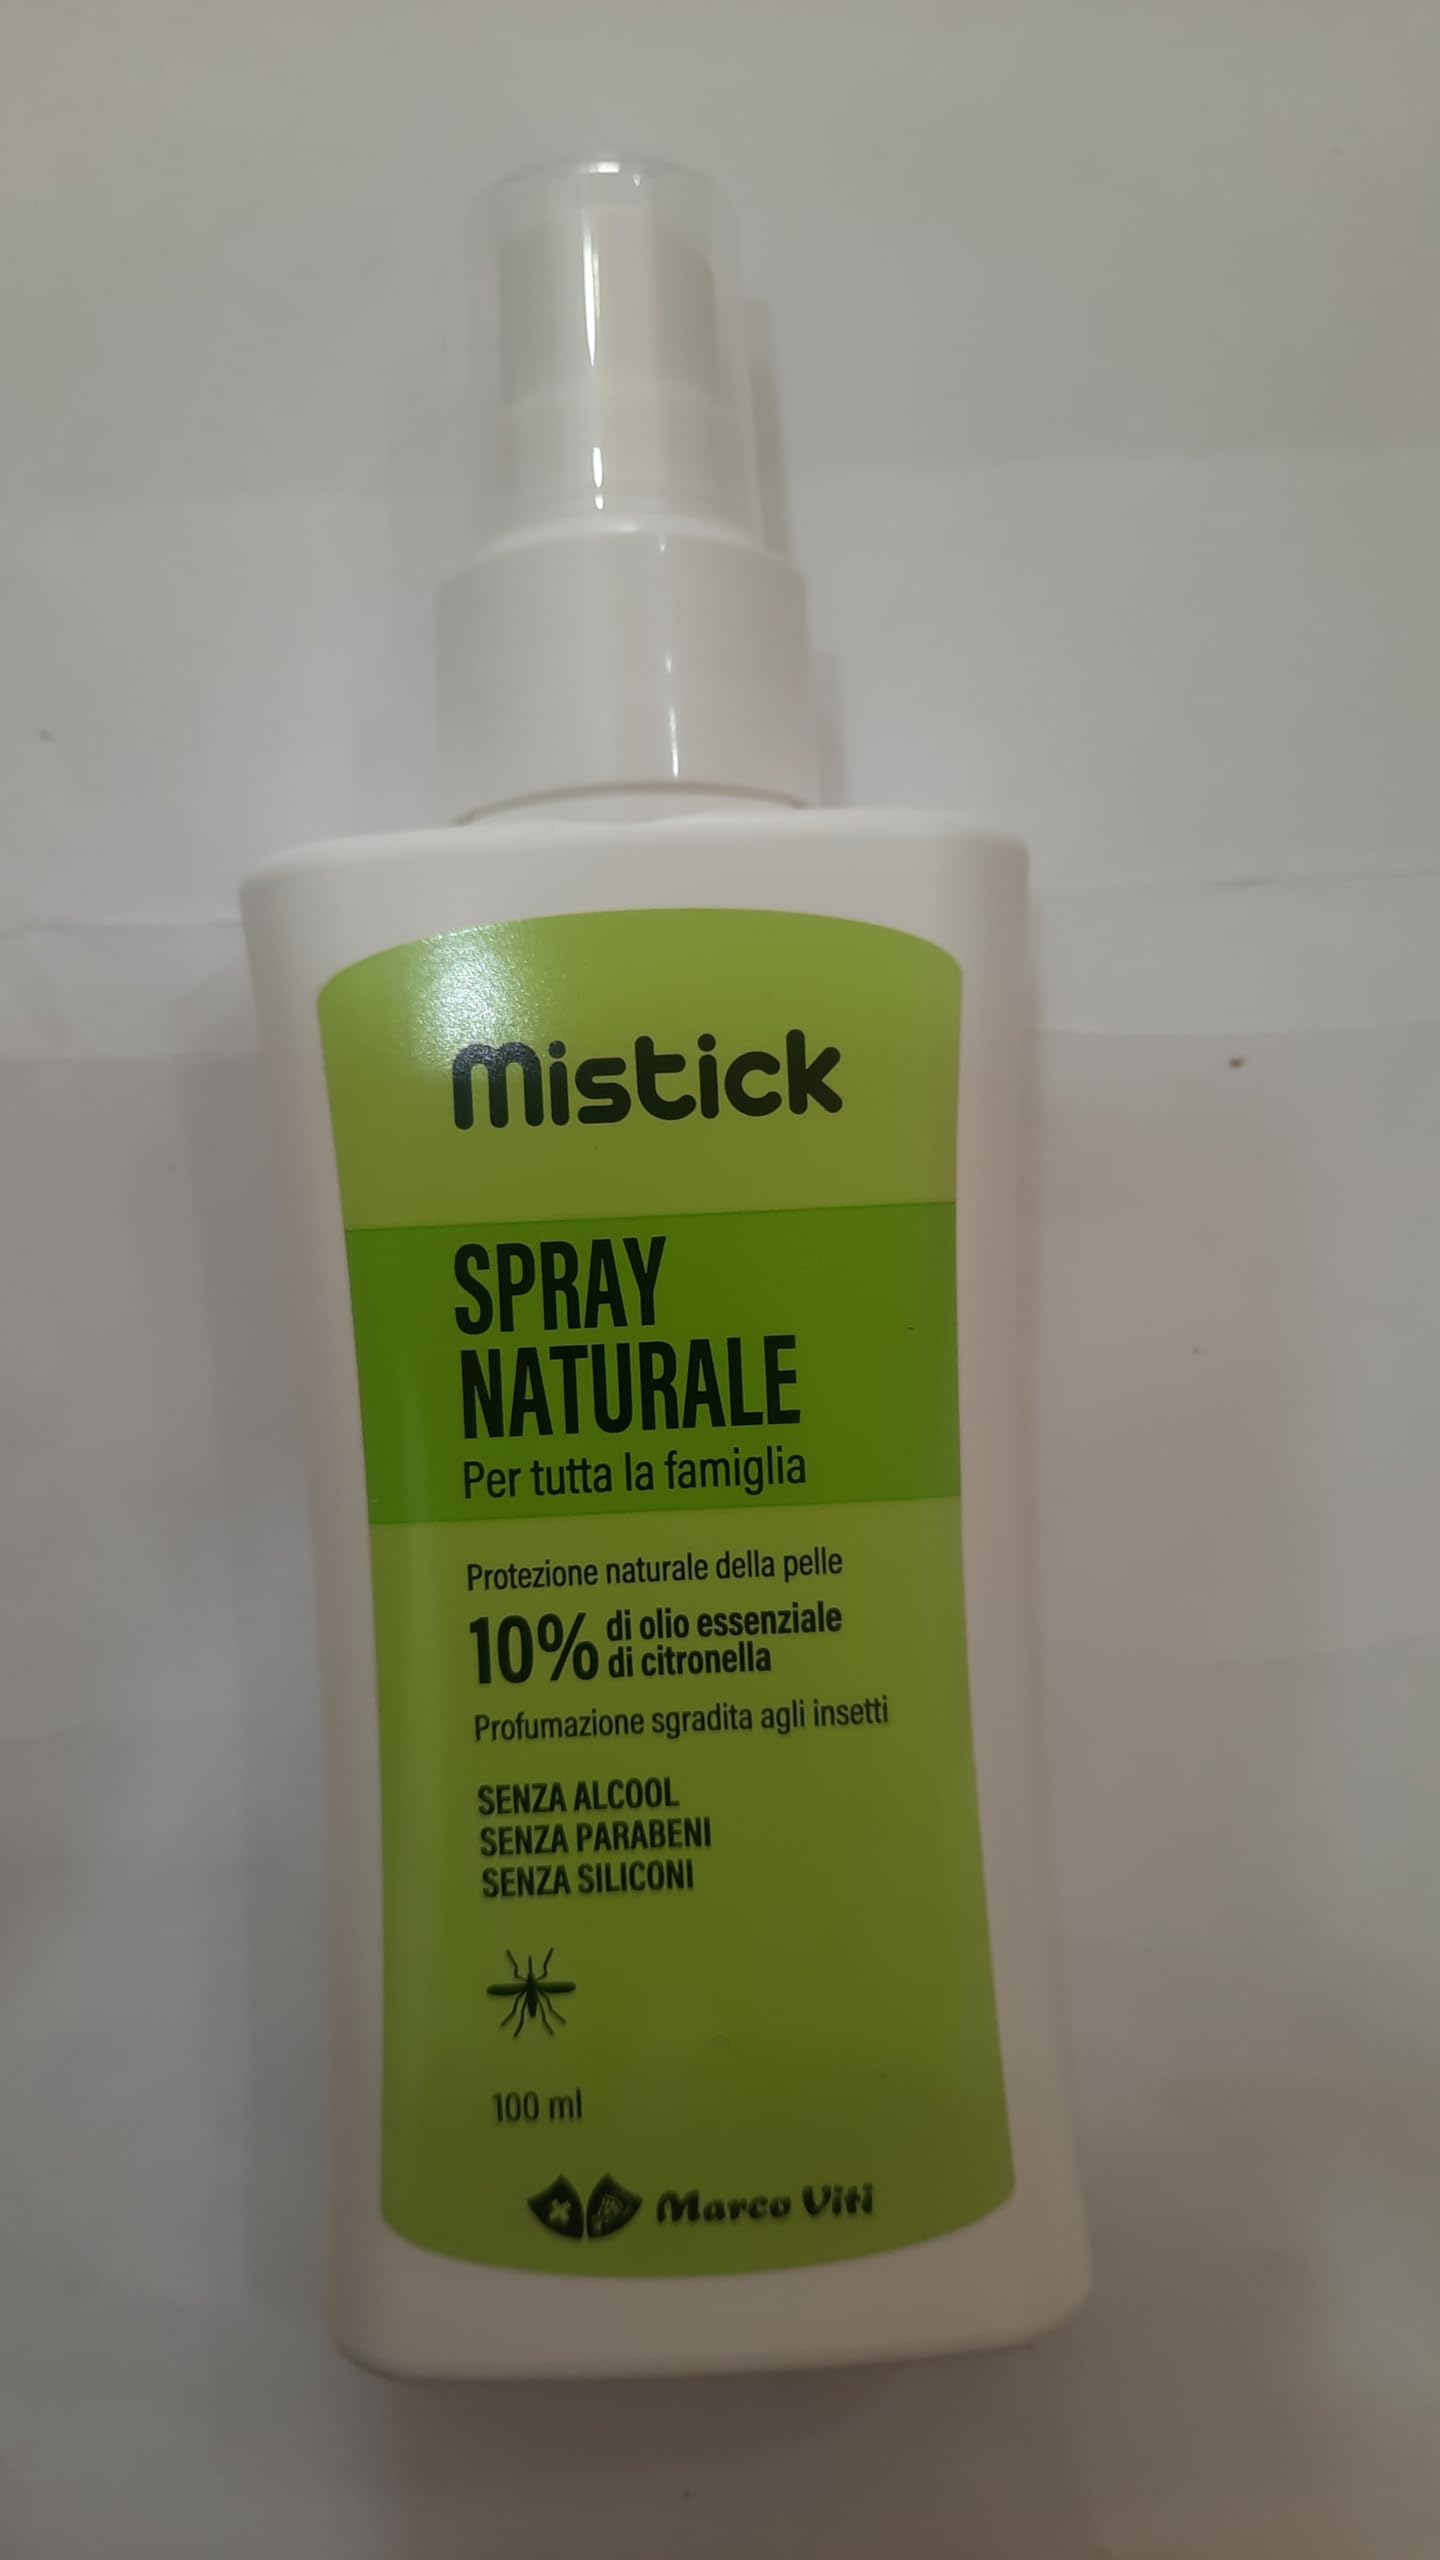 mistick
SPRAY
NATURALE
Per tutta la famiglia
Protezione naturale della pelle
10% di olio essenziale
di citronella
Profumazione sgradita agli insetti
SENZA ALCOOL
SENZA PARABENI
SENZA SILICONI
100 ml
Marco Viti